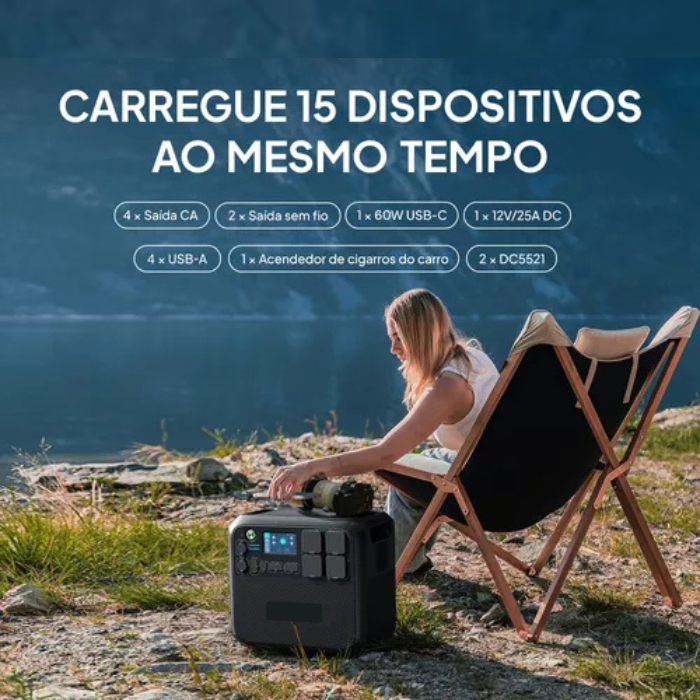 CARREGUE 15 DISPOSITIVOS
AO MESMO TEMPO
4 × Saída CA 2 × Saída sem fio 1 × 60W USB-C 1 × 12V/25A DC
4 × USB-A 1 × Acendedor de cigarros do carro 2 × DC5521